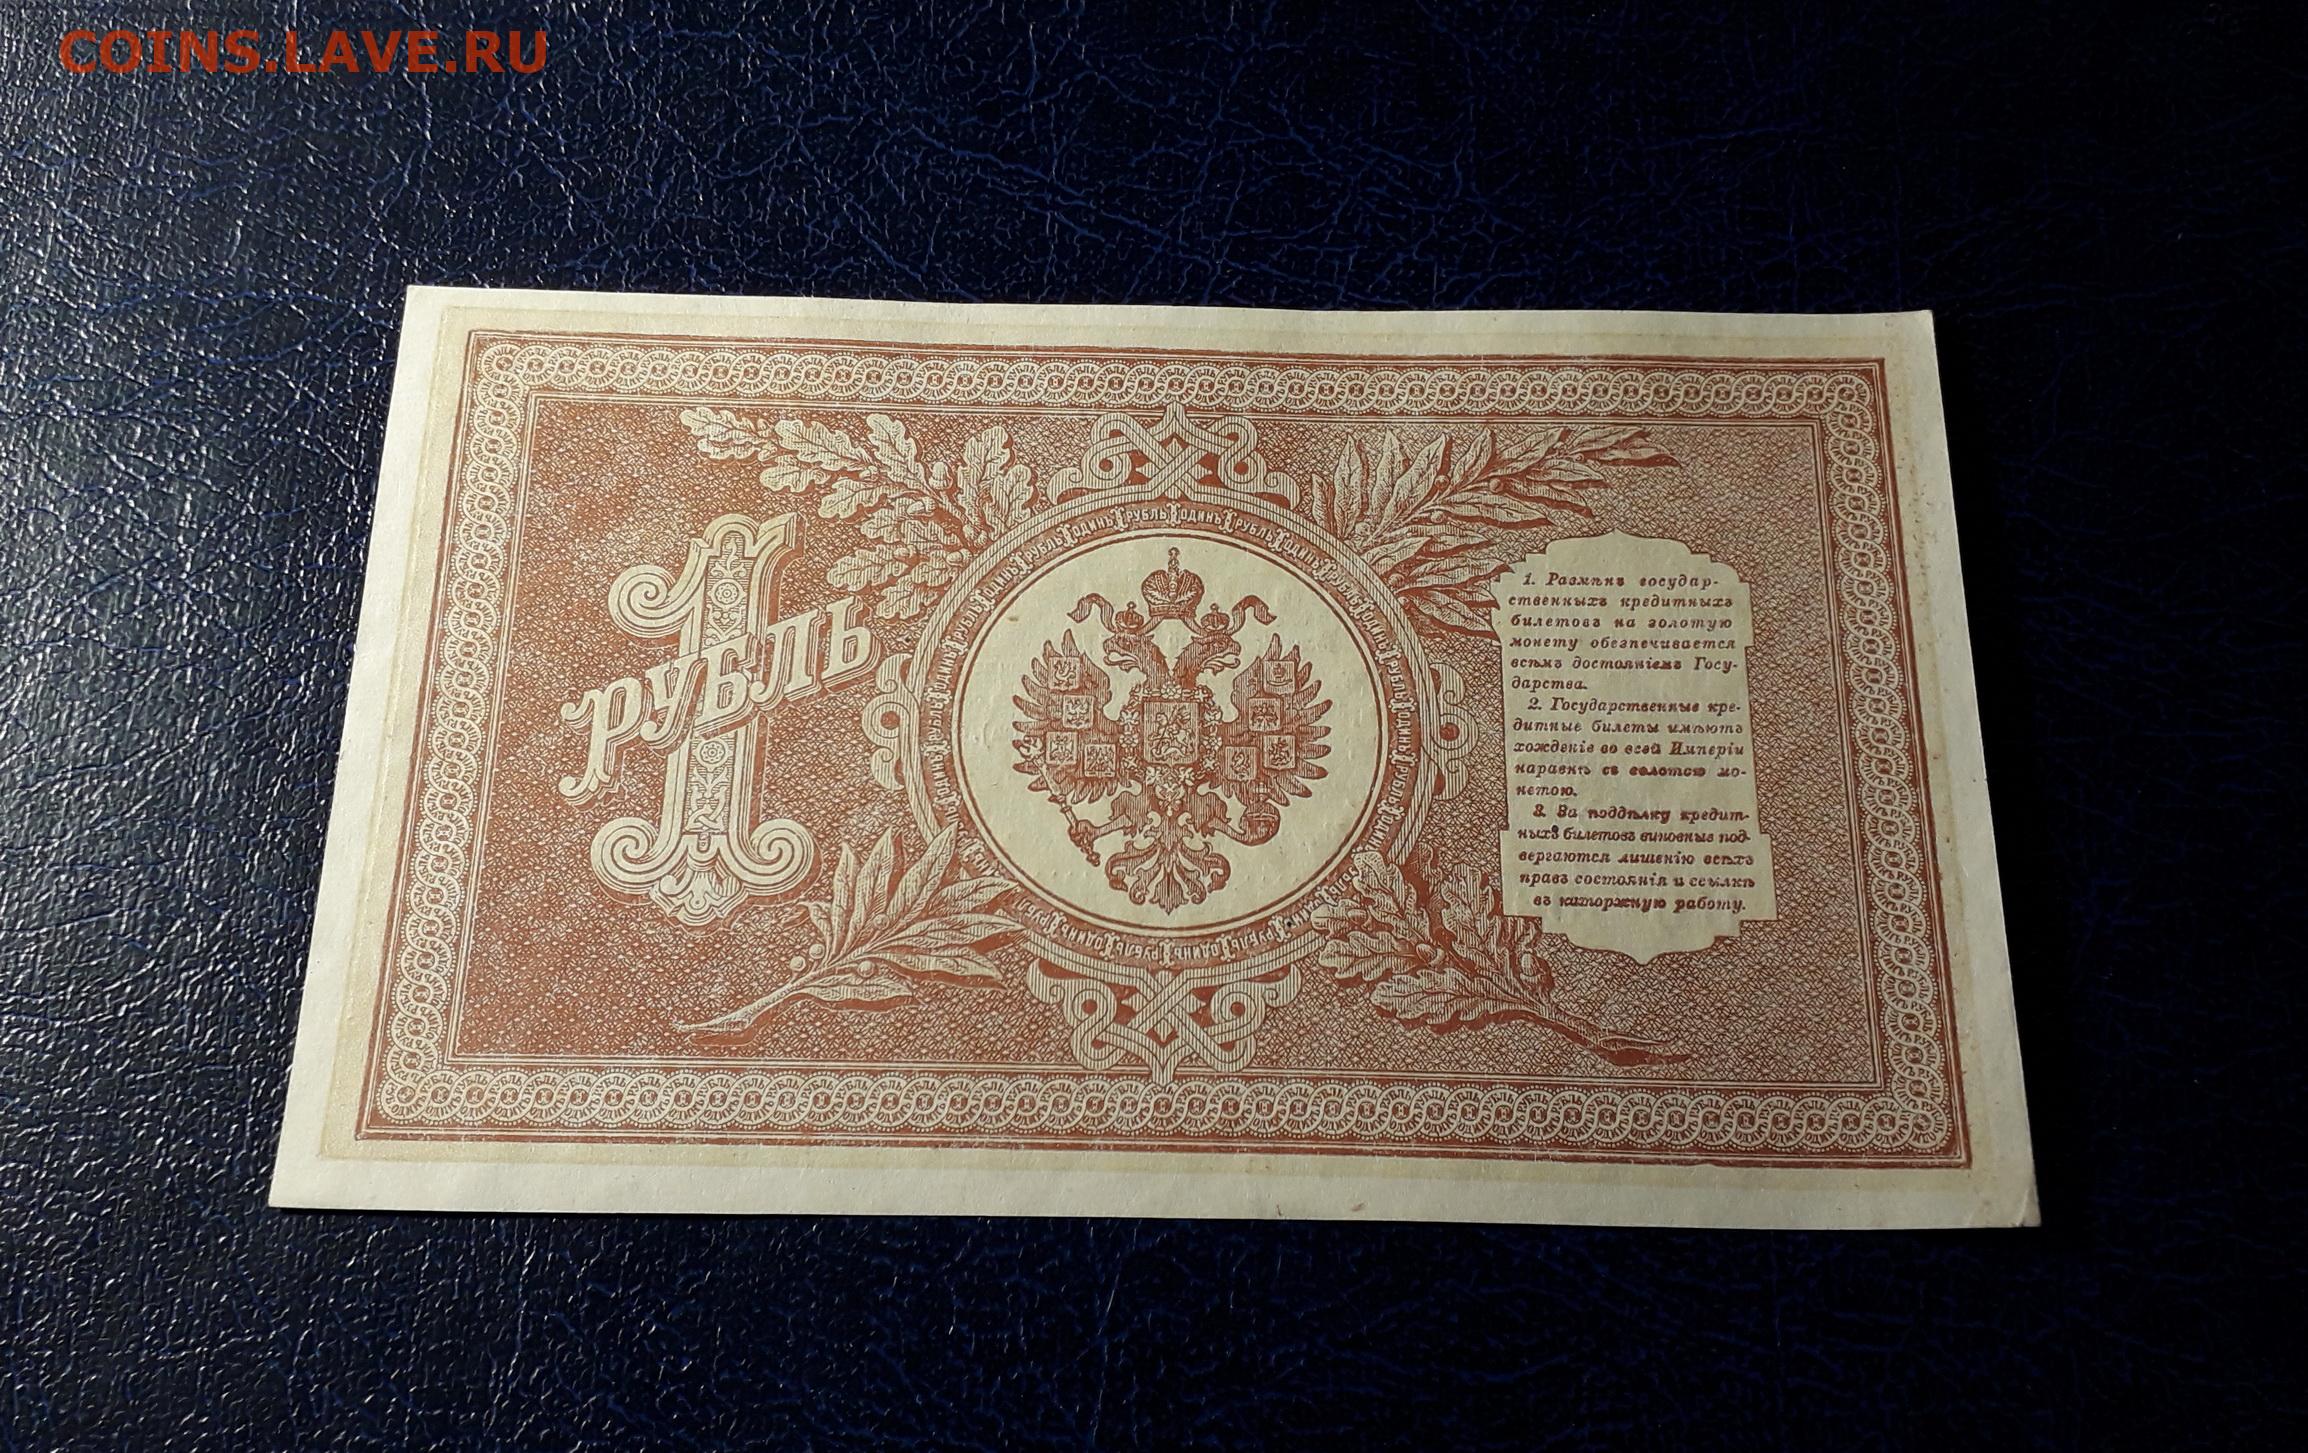 COINS.LAVE.RU
1
РУБЛЬ
1. Размѣнъ государ-
ственныхъ кредитныхъ
билетовъ на золотую
монету обезпечивается
всѣмъ достояніемъ Госу-
дарства.
2. Государственные кре-
дитные билеты имѣютъ
хожденіе во всей Имперіи
наравнѣ съ золотою мо-
нетою.
3. За поддѣлку кредит-
ныхъ билетовъ виновные под-
вергаются лишенію всѣхъ
правъ состоянія и ссылкѣ
въ каторжную работу.